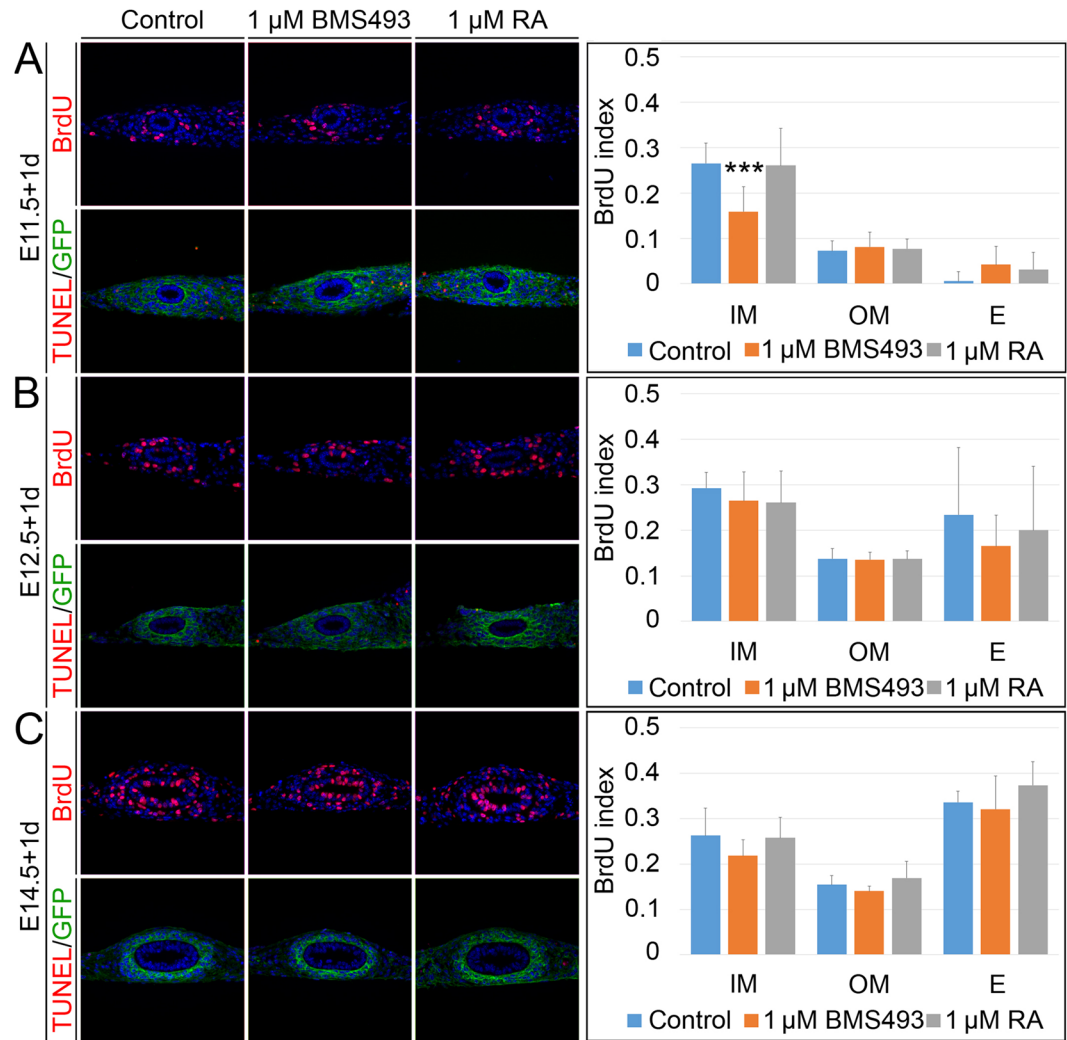 Control 1 µM BMS493 1 µM RA
A
E11.5+1d
BrdU
TUNEL/GFP
BrdU index
0.5
0.4
0.3
0.2
0.1
0
***
IM OM E
Control 1 µM BMS493 1 µM RA
B
E12.5+1d
BrdU
TUNEL/GFP
BrdU index
0.5
0.4
0.3
0.2
0.1
0
IM OM E
Control 1 µM BMS493 1 µM RA
C
E14.5+1d
BrdU
TUNEL/GFP
BrdU index
0.5
0.4
0.3
0.2
0.1
0
IM OM E
Control 1 µM BMS493 1 µM RA